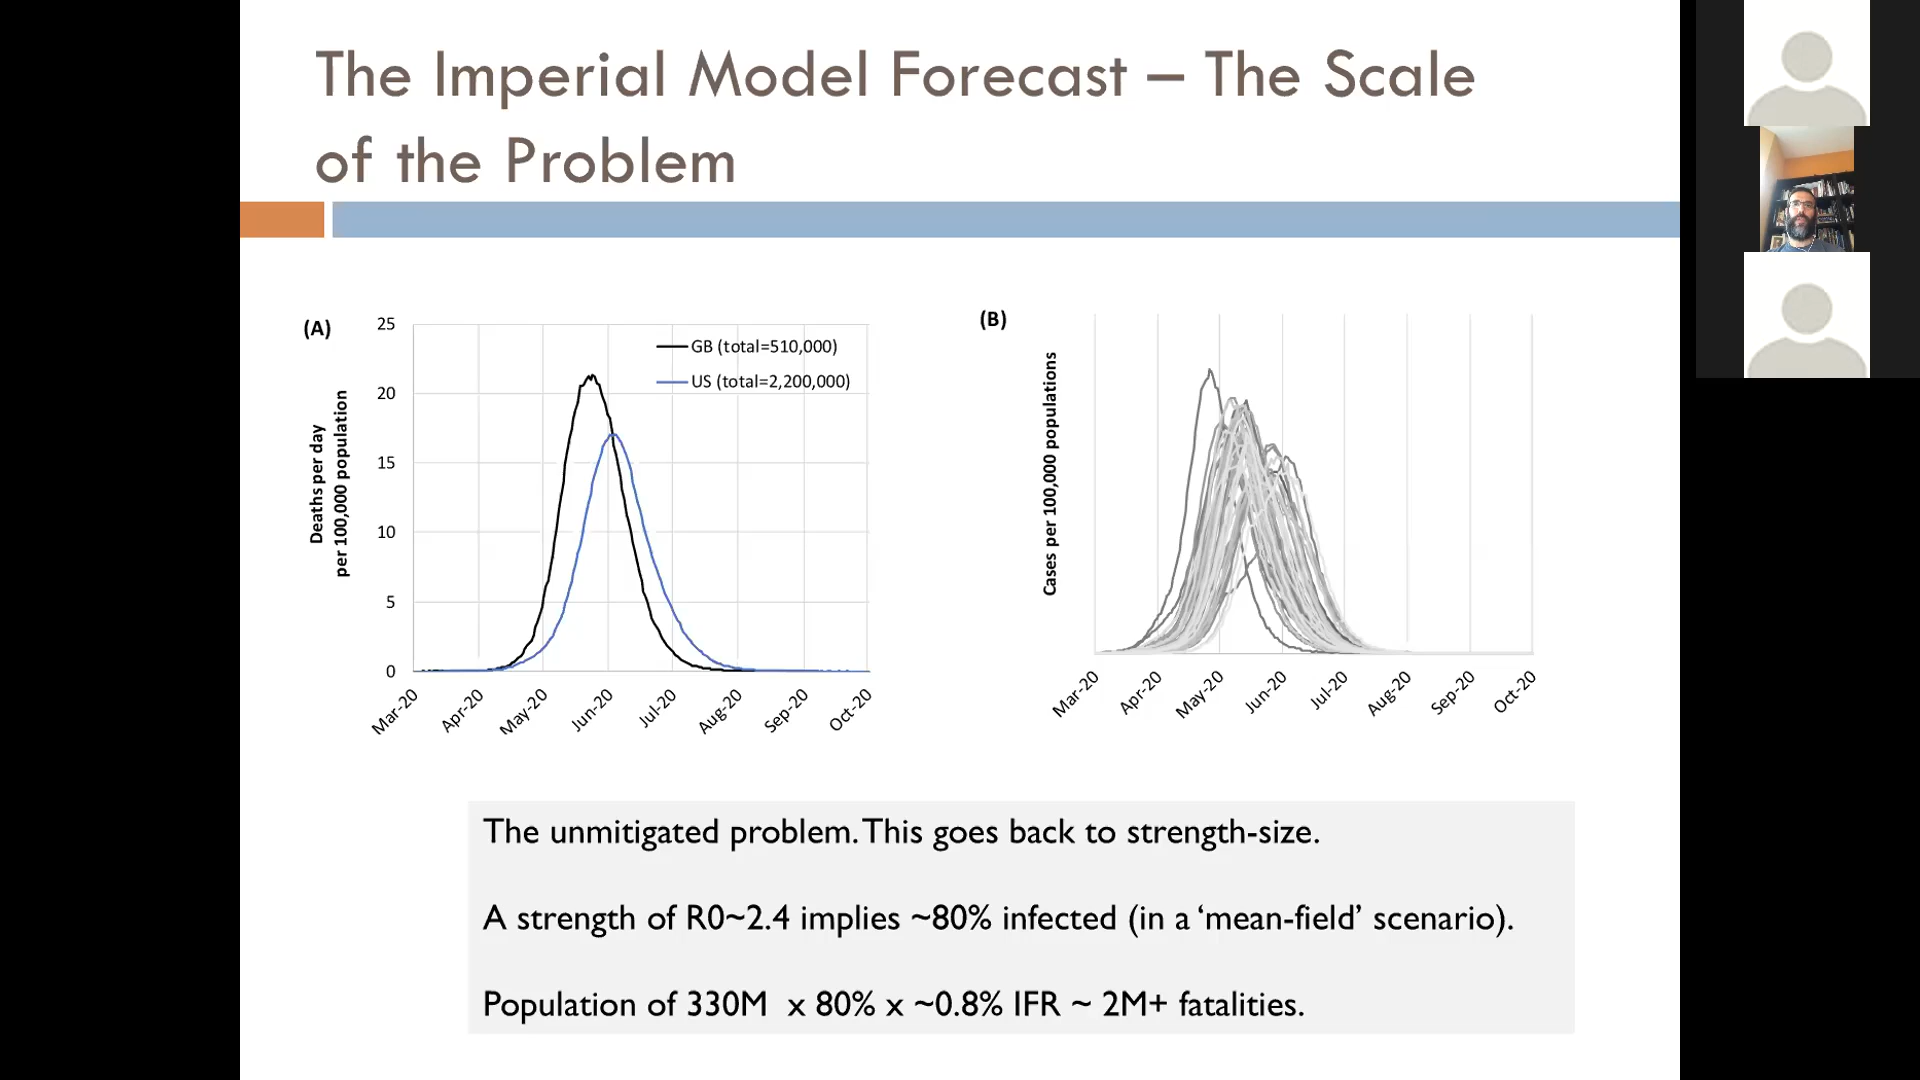 The Imperial Model Forecast – The Scale
of the Problem
(A)
25
20
15
10
5
0
Deaths per day
per 100,000 population
GB (total=510,000)
US (total=2,200,000)
Mar-20
Apr-20
May-20
Jun-20
Jul-20
Aug-20
Sep-20
Oct-20
(B)
Cases per 100,000 populations
Mar-20
Apr-20
May-20
Jun-20
Jul-20
Aug-20
Sep-20
Oct-20
The unmitigated problem. This goes back to strength-size.
A strength of R0~2.4 implies ~80% infected (in a ‘mean-field’ scenario).
Population of 330M x 80% x ~0.8% IFR ~ 2M+ fatalities.